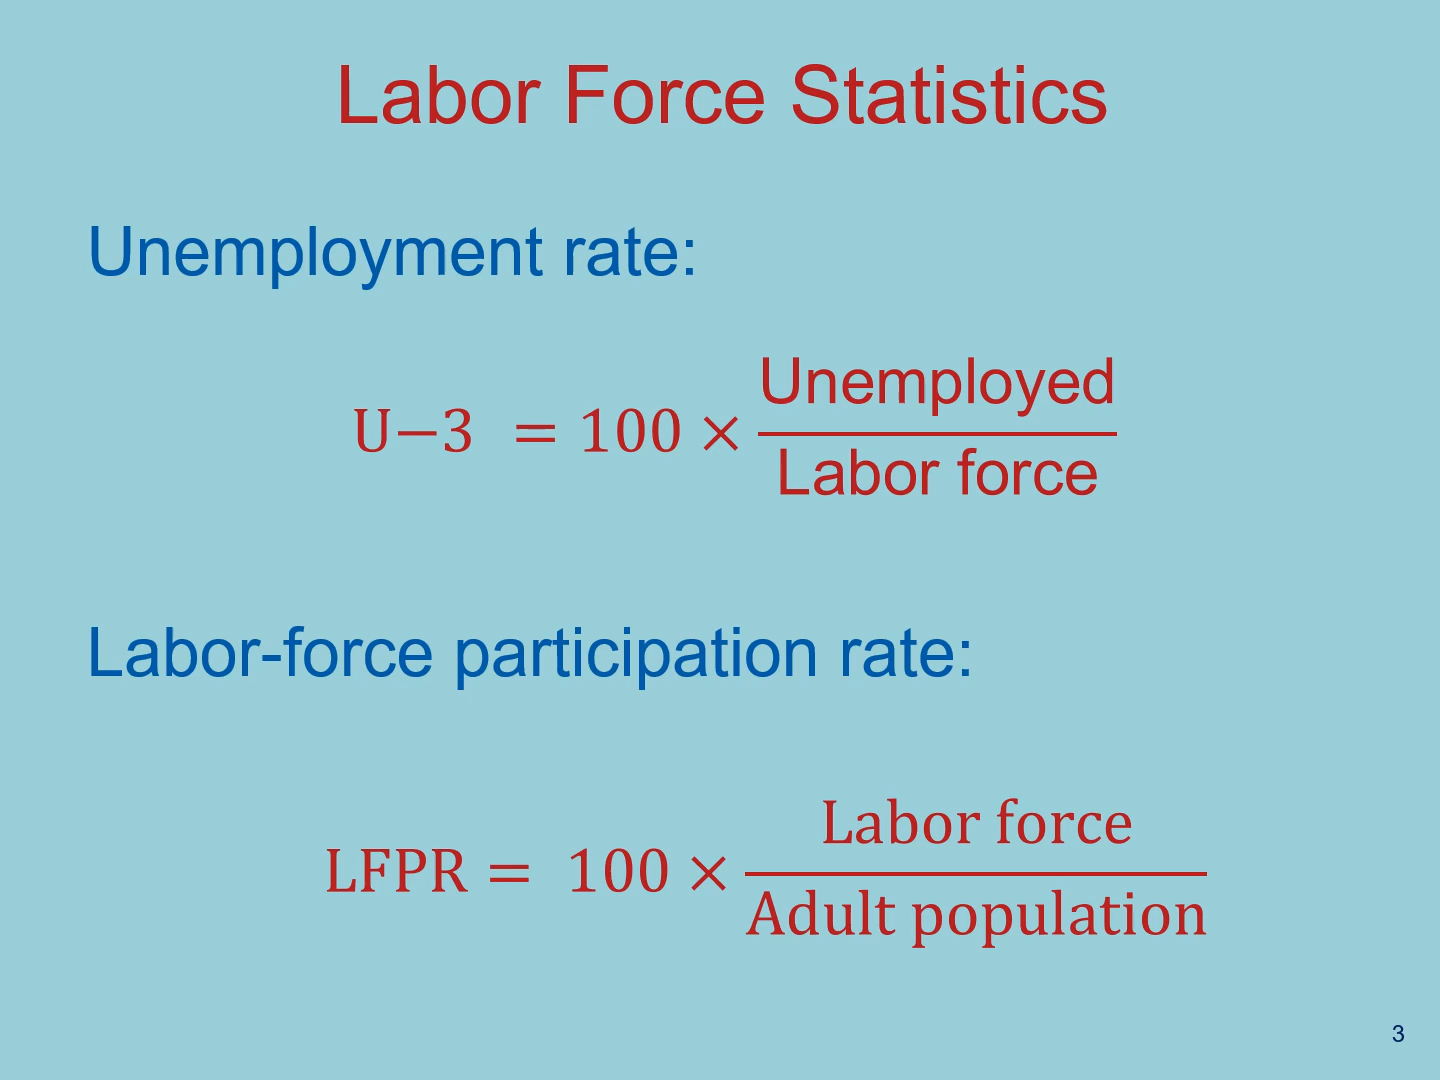 Labor Force Statistics
Unemployment rate:
U−3 = 100 × Unemployed / Labor force
Labor-force participation rate:
LFPR = 100 × Labor force / Adult population
3